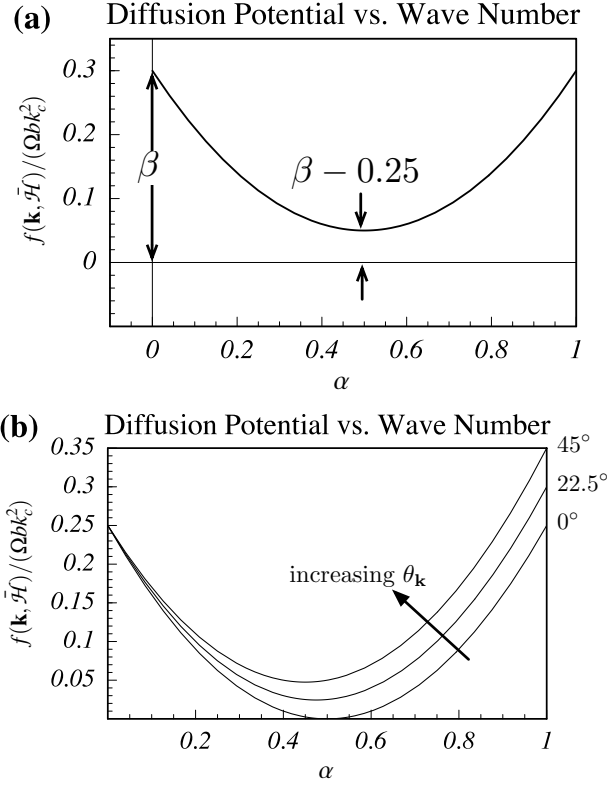 (a) Diffusion Potential vs. Wave Number
f(k, H̄)/(Ωbk_c^2)
0.3
0.2
0.1
0
β
β − 0.25
0 0.2 0.4 0.6 0.8 1
α
(b) Diffusion Potential vs. Wave Number
f(k, H̄)/(Ωbk_c^2)
0.35
0.3
0.25
0.2
0.15
0.1
0.05
45°
22.5°
0°
increasing θ_k
0.2 0.4 0.6 0.8 1
α